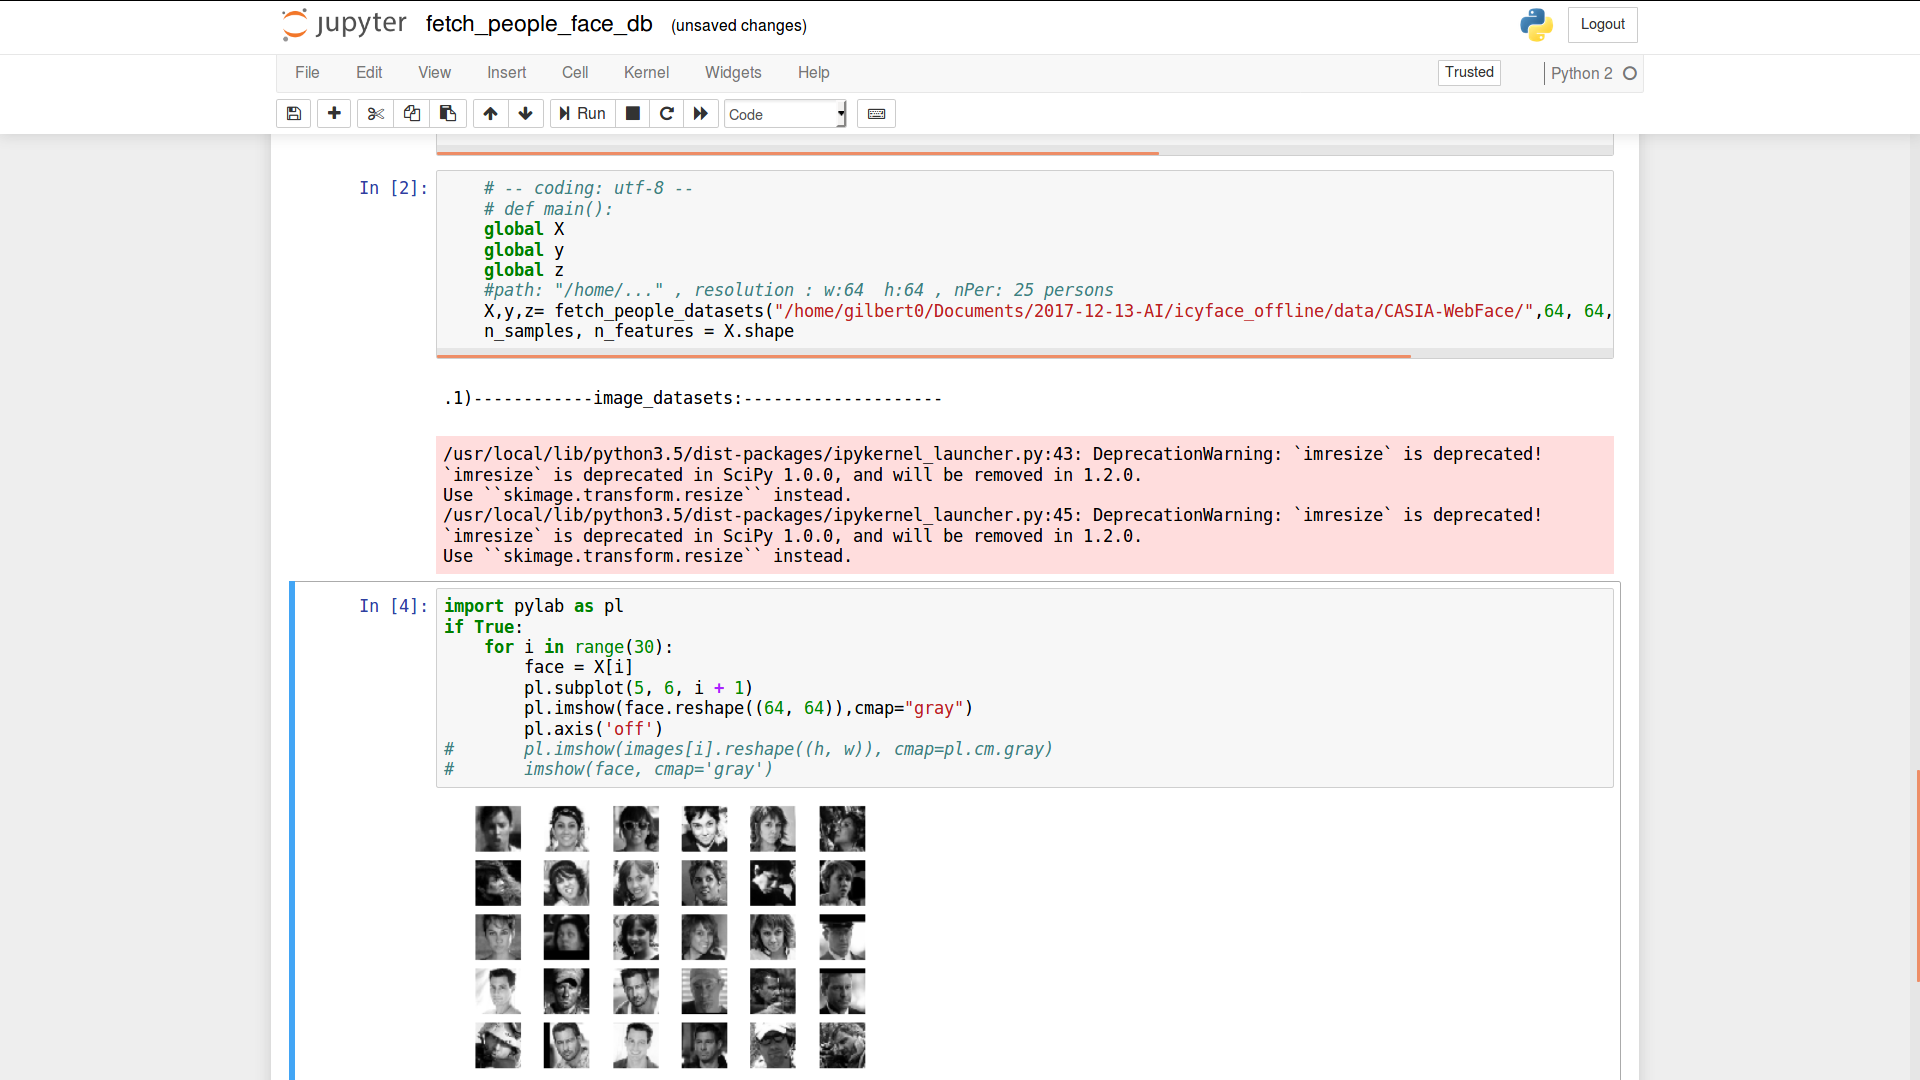 jupyter fetch_people_face_db (unsaved changes) Logout
File Edit View Insert Cell Kernel Widgets Help Trusted Python 2
Run Code
In [2]:
# -- coding: utf-8 --
# def main():
global X
global y
global z
#path: "/home/..." , resolution : w:64  h:64 , nPer: 25 persons
X,y,z= fetch_people_datasets("/home/gilbert0/Documents/2017-12-13-AI/icyface_offline/data/CASIA-WebFace/",64, 64,
n_samples, n_features = X.shape
.1)------------image_datasets:--------------------
/usr/local/lib/python3.5/dist-packages/ipykernel_launcher.py:43: DeprecationWarning: `imresize` is deprecated!
`imresize` is deprecated in SciPy 1.0.0, and will be removed in 1.2.0.
Use ``skimage.transform.resize`` instead.
/usr/local/lib/python3.5/dist-packages/ipykernel_launcher.py:45: DeprecationWarning: `imresize` is deprecated!
`imresize` is deprecated in SciPy 1.0.0, and will be removed in 1.2.0.
Use ``skimage.transform.resize`` instead.
In [4]:
import pylab as pl
if True:
    for i in range(30):
        face = X[i]
        pl.subplot(5, 6, i + 1)
        pl.imshow(face.reshape((64, 64)),cmap="gray")
        pl.axis('off')
#       pl.imshow(images[i].reshape((h, w)), cmap=pl.cm.gray)
#       imshow(face, cmap='gray')